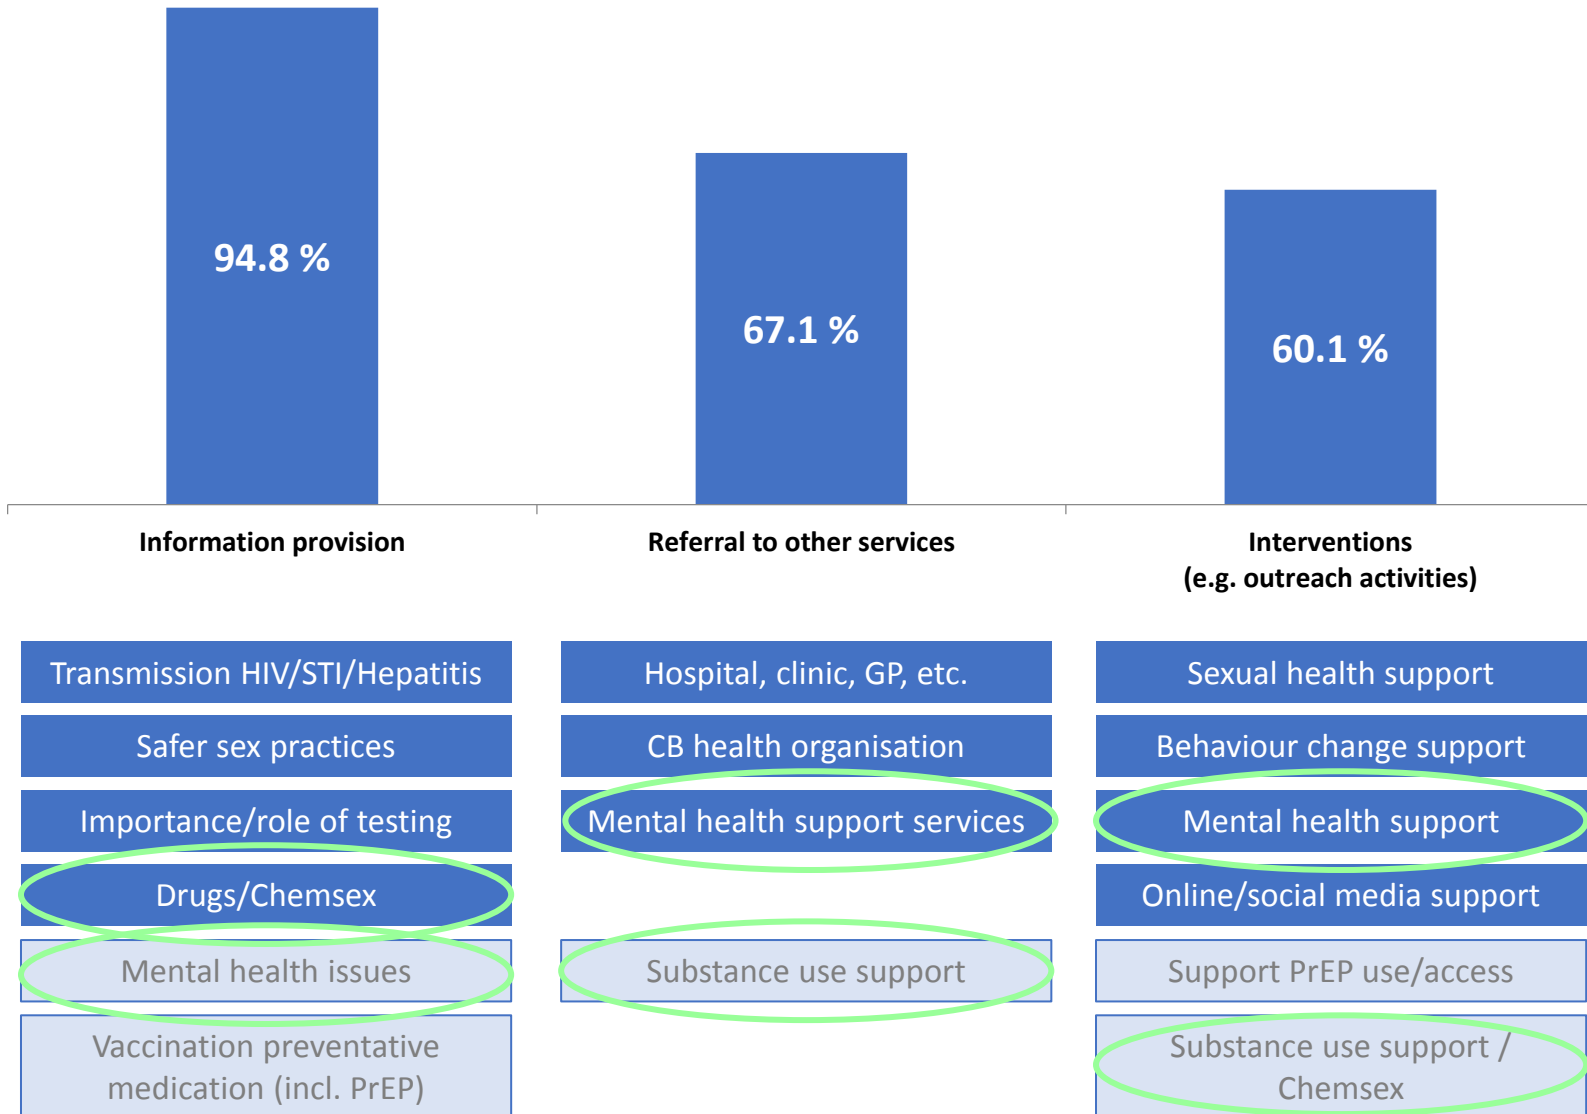 94.8 %
67.1 %
60.1 %
Information provision
Referral to other services
Interventions
(e.g. outreach activities)
Transmission HIV/STI/Hepatitis
Safer sex practices
Importance/role of testing
Drugs/Chemsex
Mental health issues
Vaccination preventative
medication (incl. PrEP)
Hospital, clinic, GP, etc.
CB health organisation
Mental health support services
Substance use support
Sexual health support
Behaviour change support
Mental health support
Online/social media support
Support PrEP use/access
Substance use support /
Chemsex